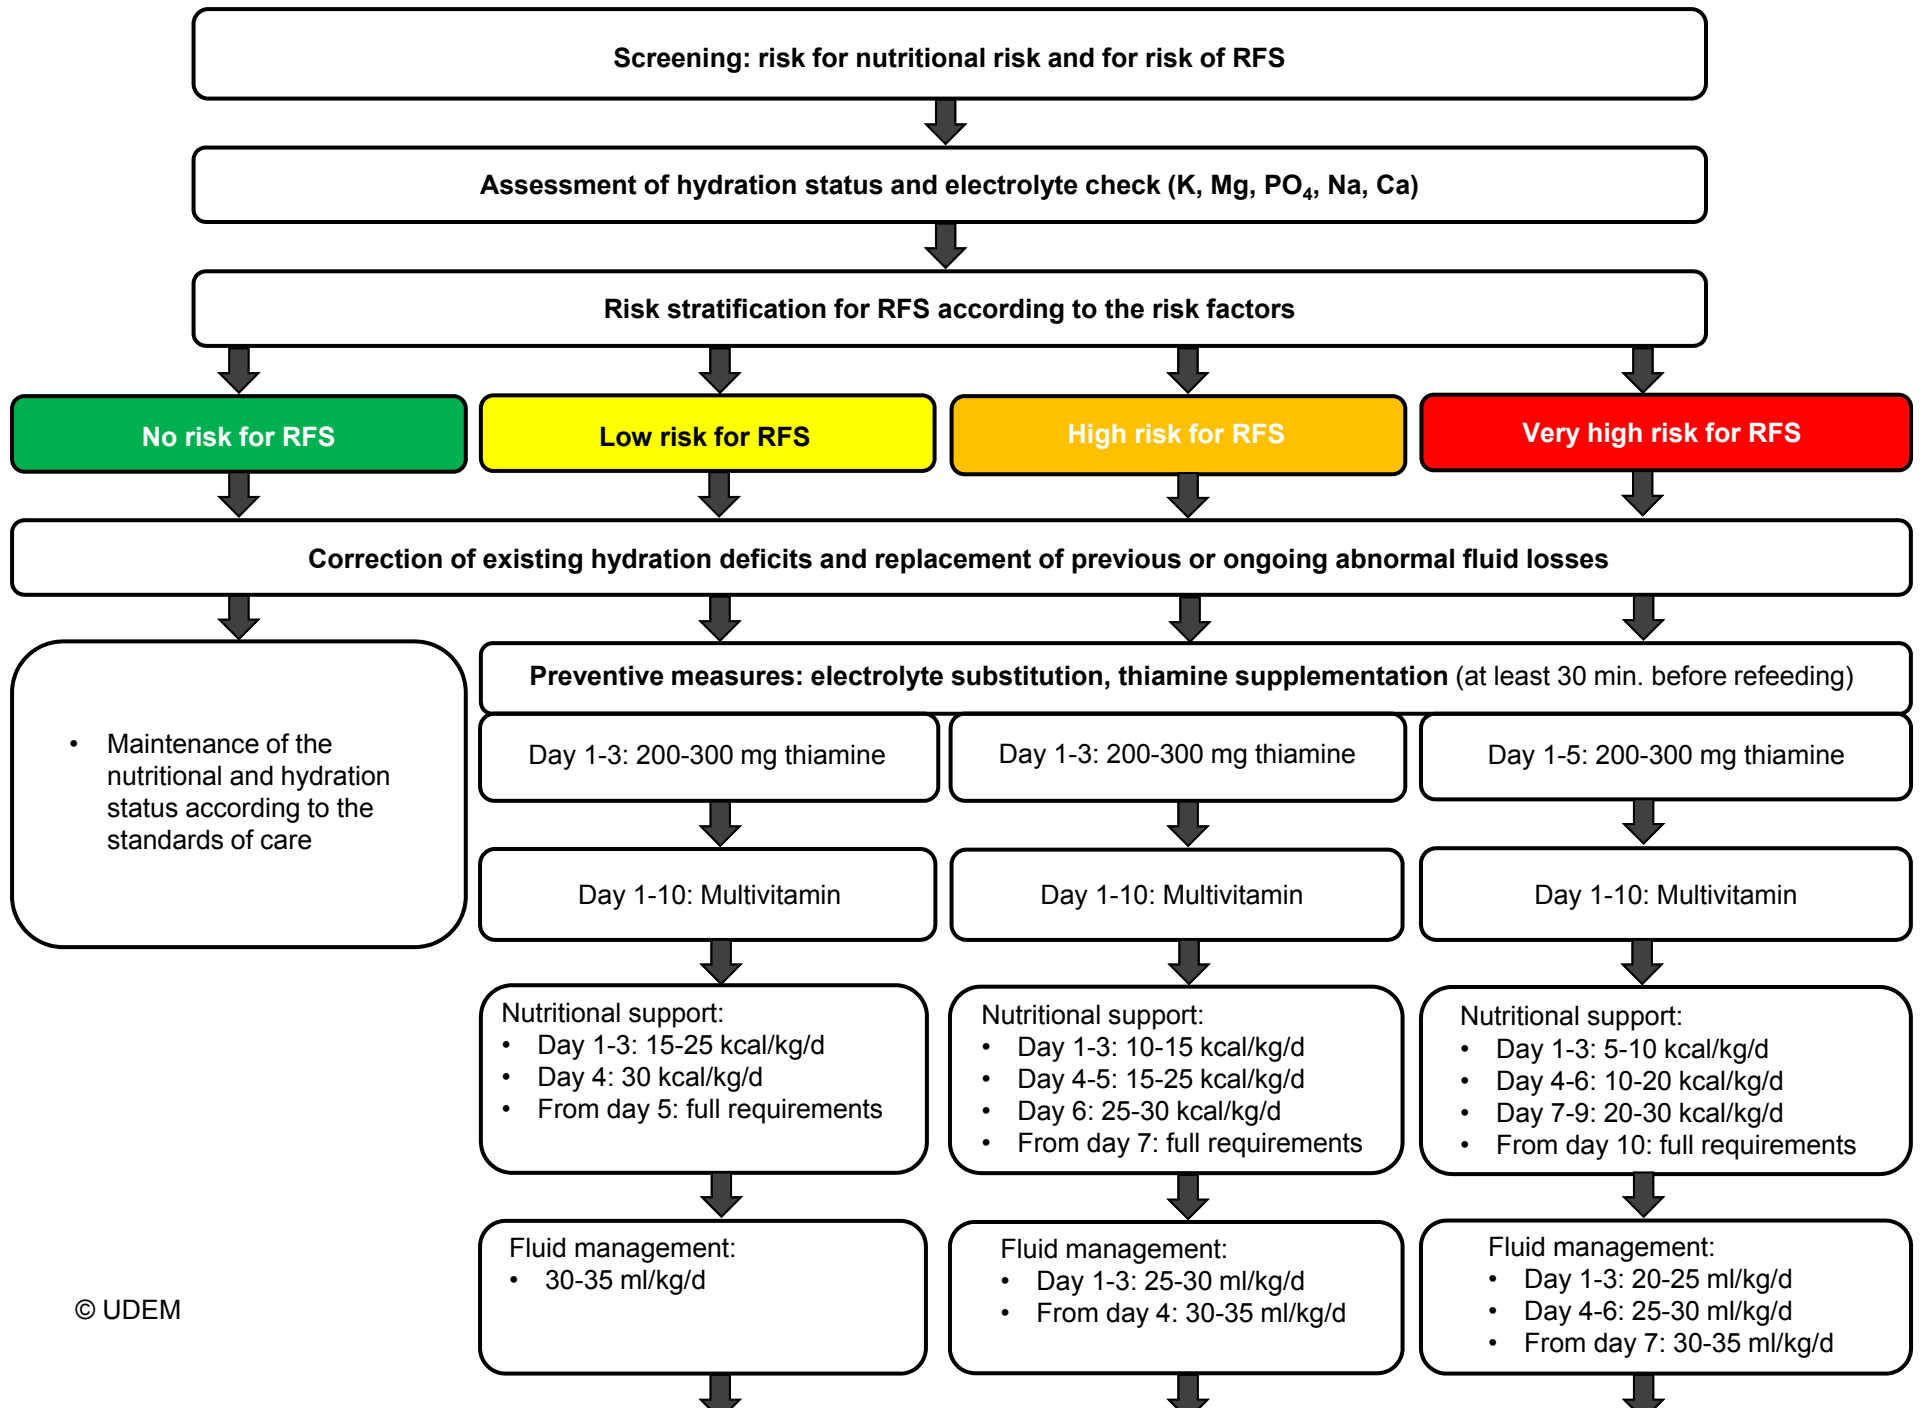 Screening: risk for nutritional risk and for risk of RFS
Assessment of hydration status and electrolyte check (K, Mg, PO₄, Na, Ca)
Risk stratification for RFS according to the risk factors
No risk for RFS
Low risk for RFS
High risk for RFS
Very high risk for RFS
Correction of existing hydration deficits and replacement of previous or ongoing abnormal fluid losses
• Maintenance of the
nutritional and hydration
status according to the
standards of care
Preventive measures: electrolyte substitution, thiamine supplementation (at least 30 min. before refeeding)
Day 1-3: 200-300 mg thiamine
Day 1-3: 200-300 mg thiamine
Day 1-5: 200-300 mg thiamine
Day 1-10: Multivitamin
Day 1-10: Multivitamin
Day 1-10: Multivitamin
Nutritional support:
• Day 1-3: 15-25 kcal/kg/d
• Day 4: 30 kcal/kg/d
• From day 5: full requirements
Nutritional support:
• Day 1-3: 10-15 kcal/kg/d
• Day 4-5: 15-25 kcal/kg/d
• Day 6: 25-30 kcal/kg/d
• From day 7: full requirements
Nutritional support:
• Day 1-3: 5-10 kcal/kg/d
• Day 4-6: 10-20 kcal/kg/d
• Day 7-9: 20-30 kcal/kg/d
• From day 10: full requirements
Fluid management:
• 30-35 ml/kg/d
Fluid management:
• Day 1-3: 25-30 ml/kg/d
• From day 4: 30-35 ml/kg/d
Fluid management:
• Day 1-3: 20-25 ml/kg/d
• Day 4-6: 25-30 ml/kg/d
• From day 7: 30-35 ml/kg/d
© UDEM